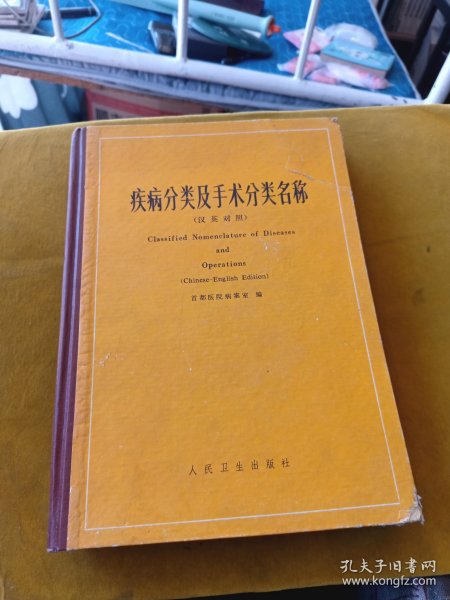 疾病分类及手术分类名称
(汉英对照)
Classified Nomenclature of Diseases
and
Operations
(Chinese-English Edition)
首都医院病案室 编
人民卫生出版社
孔夫子旧书网
www.kongfz.com